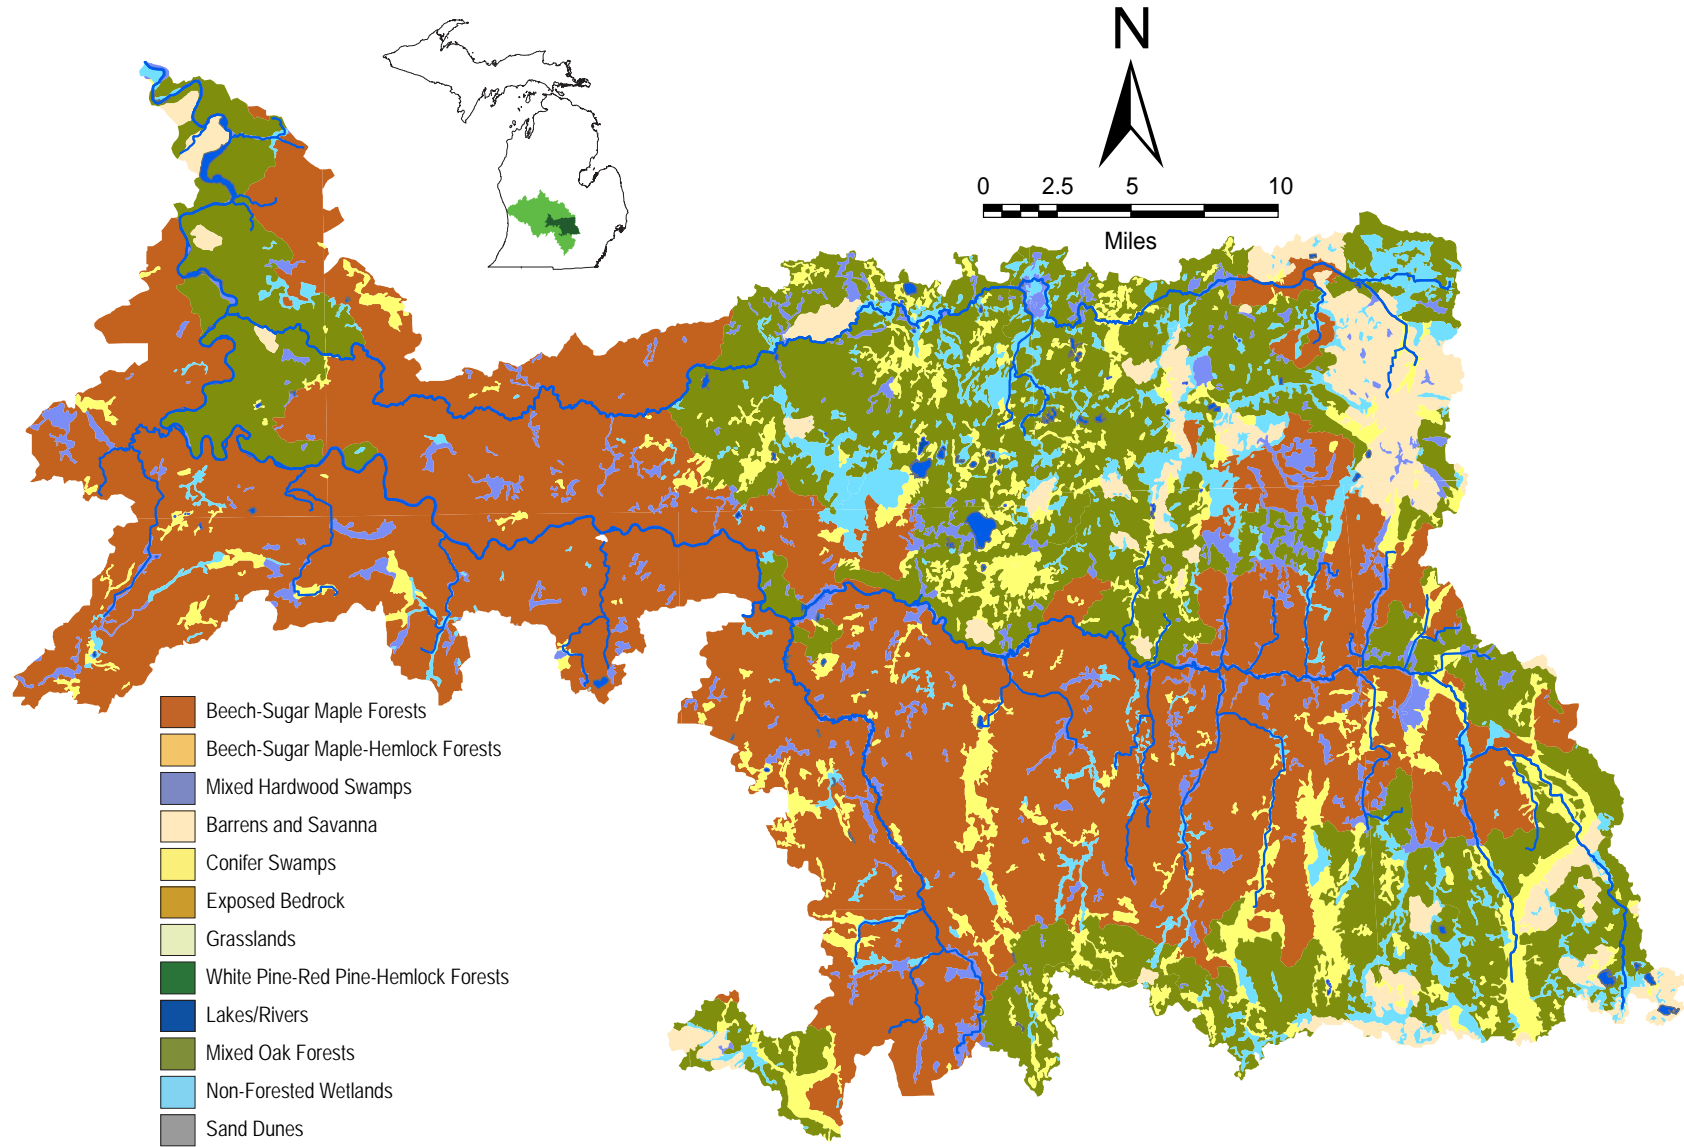 N
0 2.5 5 10
Miles
Beech-Sugar Maple Forests
Beech-Sugar Maple-Hemlock Forests
Mixed Hardwood Swamps
Barrens and Savanna
Conifer Swamps
Exposed Bedrock
Grasslands
White Pine-Red Pine-Hemlock Forests
Lakes/Rivers
Mixed Oak Forests
Non-Forested Wetlands
Sand Dunes